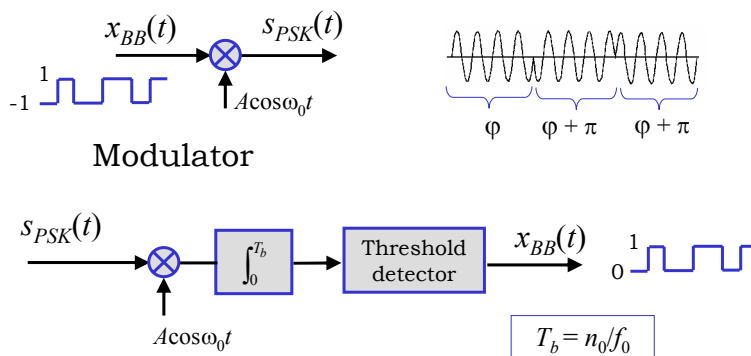 x_BB(t) s_PSK(t)
1
-1
Acosω₀t
φ φ + π φ + π
Modulator
s_PSK(t)
∫₀^T_b
Threshold
detector
x_BB(t)
1
0
Acosω₀t
T_b = n₀/f₀